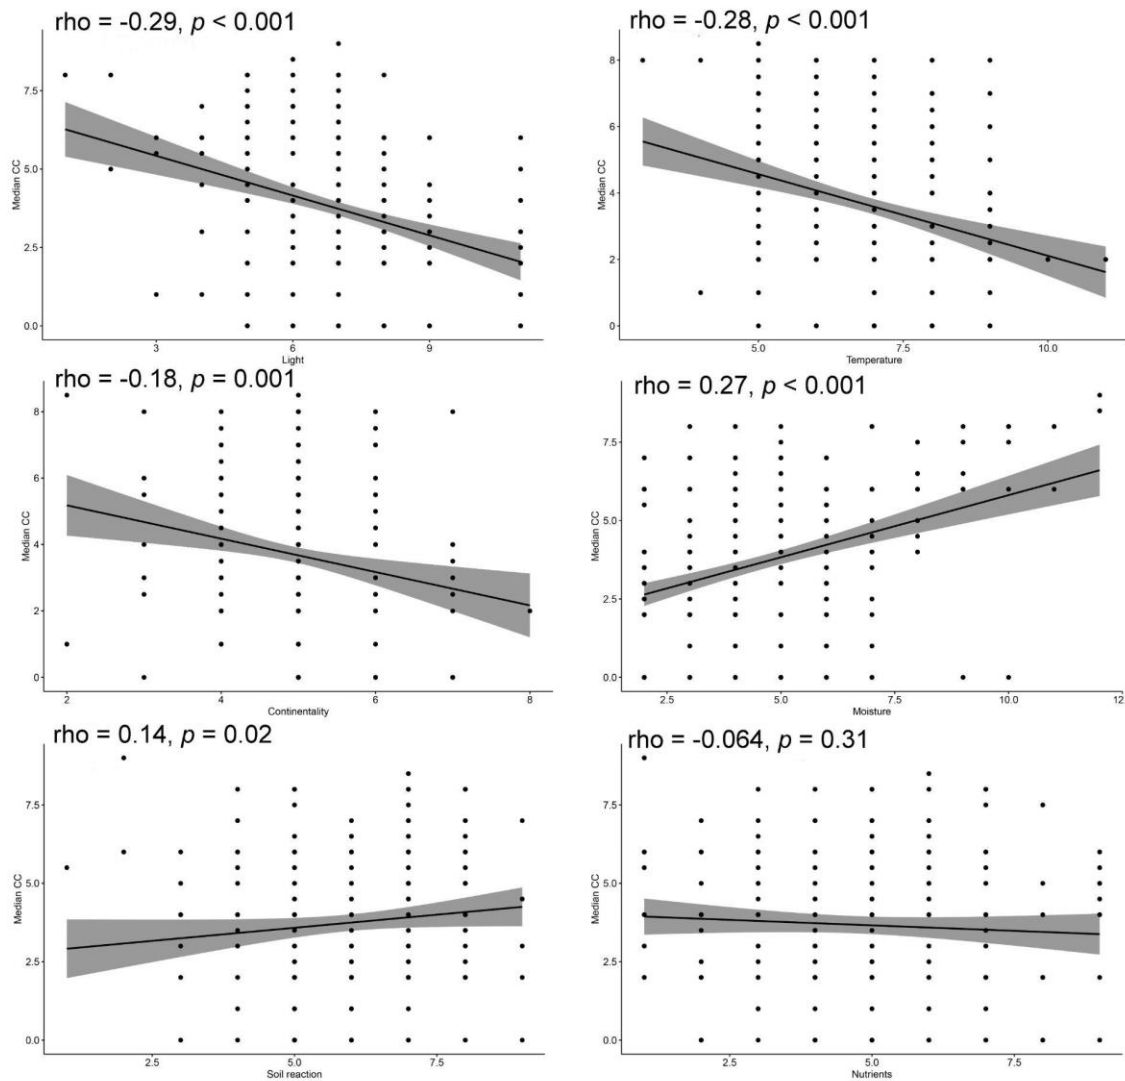 rho = -0.29, p < 0.001
7.5
5.0
2.5
0.0
Median CC
3
6
9
Light
rho = -0.28, p < 0.001
8
6
4
2
0
Median CC
5.0
7.5
10.0
Temperature
rho = -0.18, p = 0.001
8
6
4
2
0
Median CC
2
4
6
8
Continentality
rho = 0.27, p < 0.001
7.5
5.0
2.5
0.0
Median CC
2.5
5.0
7.5
10.0
12.
Moisture
rho = 0.14, p = 0.02
7.5
5.0
2.5
0.0
Median CC
2.5
5.0
7.5
Soil reaction
rho = -0.064, p = 0.31
7.5
5.0
2.5
0.0
Median CC
2.5
5.0
7.5
Nutrients